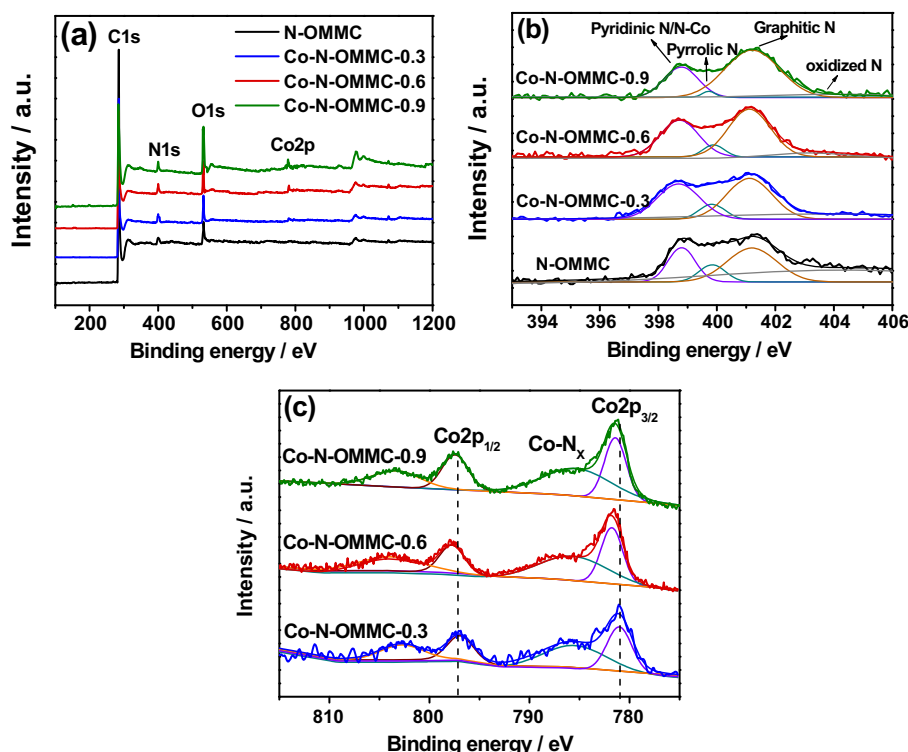 (a)
C1s
N-OMMC
Co-N-OMMC-0.3
Co-N-OMMC-0.6
Co-N-OMMC-0.9
O1s
N1s
Co2p
Intensity / a.u.
200 400 600 800 1000 1200
Binding energy / eV
(b)
Pyridinic N/N-Co
Graphitic N
Pyrrolic N
oxidized N
Co-N-OMMC-0.9
Co-N-OMMC-0.6
Co-N-OMMC-0.3
N-OMMC
Intensity / a.u.
394 396 398 400 402 404 406
Binding energy / eV
(c)
Co2p3/2
Co2p1/2
Co-Nx
Co-N-OMMC-0.9
Co-N-OMMC-0.6
Co-N-OMMC-0.3
Intensity / a.u.
810 800 790 780
Binding energy / eV